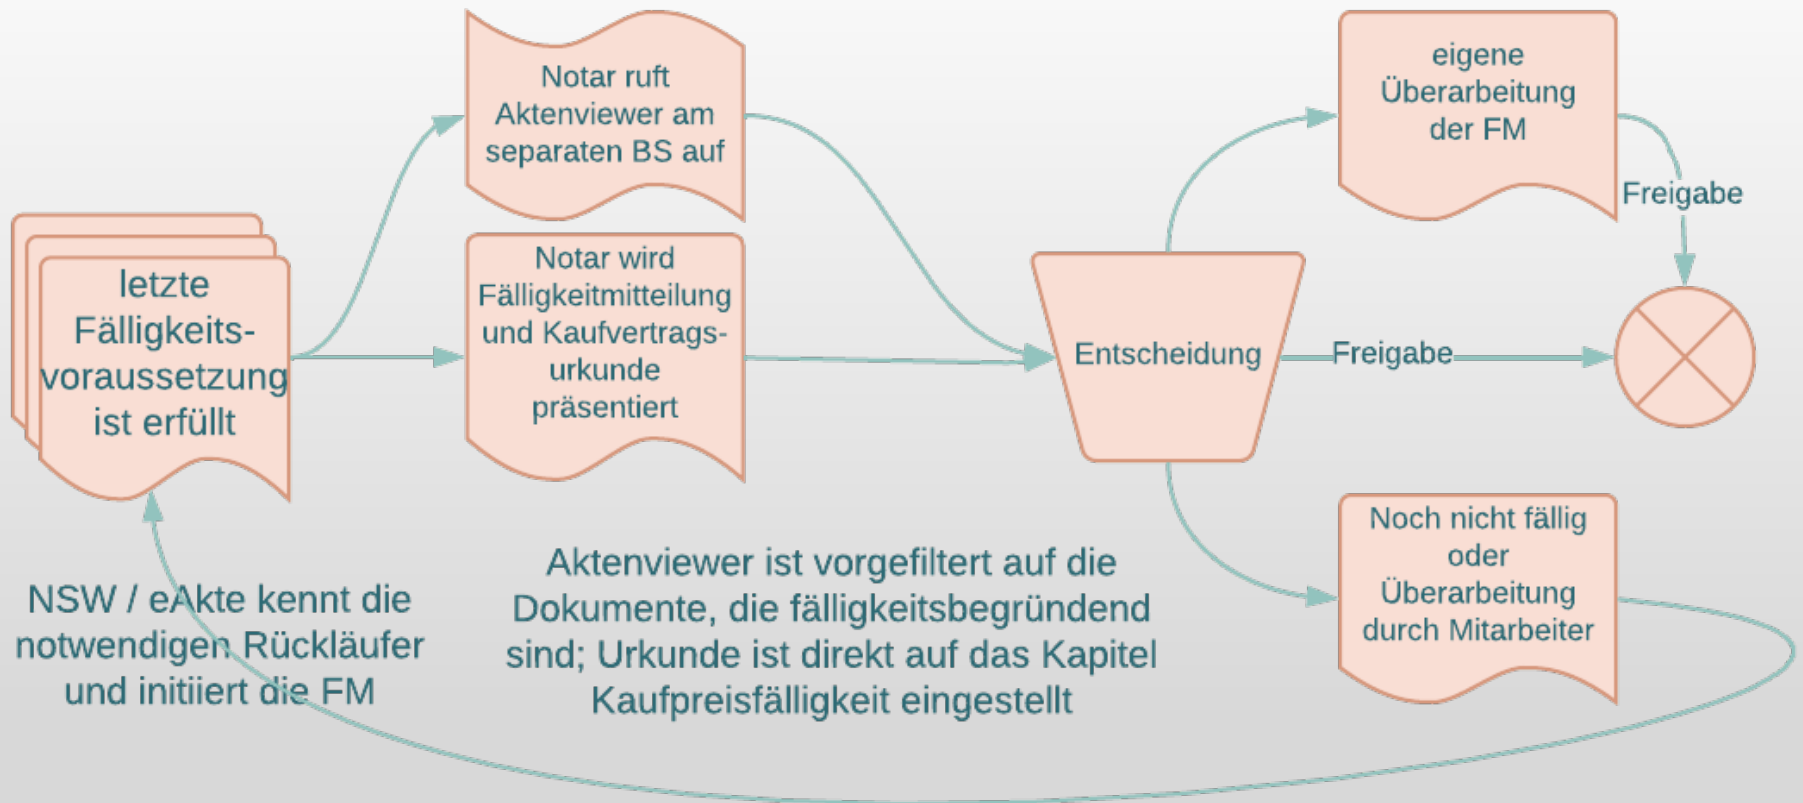 Notar ruft
Aktenviewer am
separaten BS auf
eigene
Überarbeitung
der FM
Freigabe
letzte
Fälligkeits-
voraussetzung
ist erfüllt
Notar wird
Fälligkeitmitteilung
und Kaufvertrags-
urkunde
präsentiert
Entscheidung
Freigabe
Noch nicht fällig
oder
Überarbeitung
durch Mitarbeiter
NSW / eAkte kennt die
notwendigen Rückläufer
und initiiert die FM
Aktenviewer ist vorgefiltert auf die
Dokumente, die fälligkeitsbegründend
sind; Urkunde ist direkt auf das Kapitel
Kaufpreisfälligkeit eingestellt